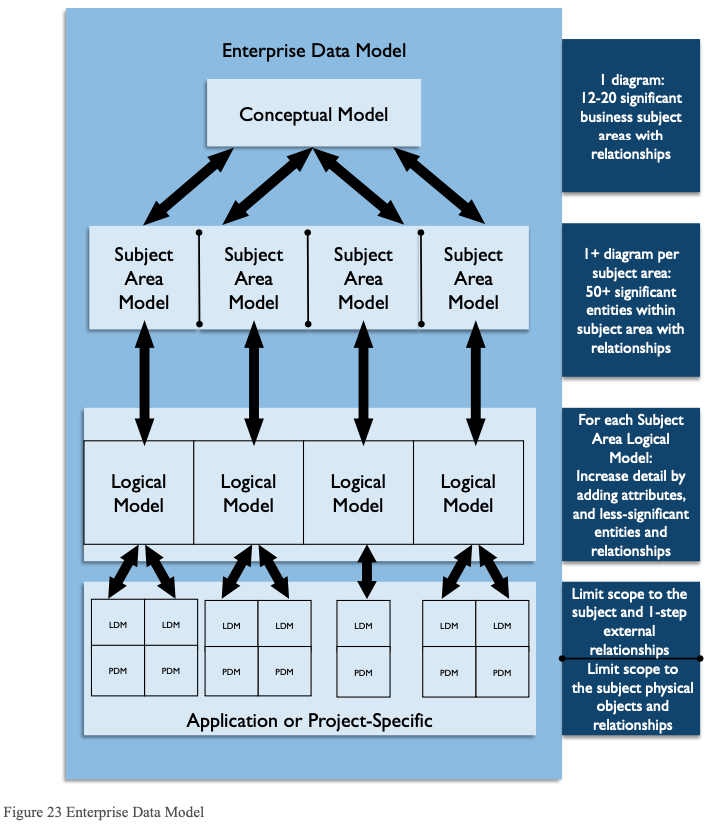 Enterprise Data Model
Conceptual Model
1 diagram:
12-20 significant
business subject
areas with
relationships
Subject
Area
Model
Subject
Area
Model
Subject
Area
Model
Subject
Area
Model
1+ diagram per
subject area:
50+ significant
entities within
subject area with
relationships
Logical
Model
Logical
Model
Logical
Model
Logical
Model
For each Subject
Area Logical
Model:
Increase detail by
adding attributes,
and less-significant
entities and
relationships
LDM
LDM
PDM
PDM
LDM
LDM
PDM
PDM
LDM
PDM
LDM
LDM
PDM
PDM
Application or Project-Specific
Limit scope to the
subject and 1-step
external
relationships
Limit scope to
the subject physical
objects and
relationships
Figure 23 Enterprise Data Model